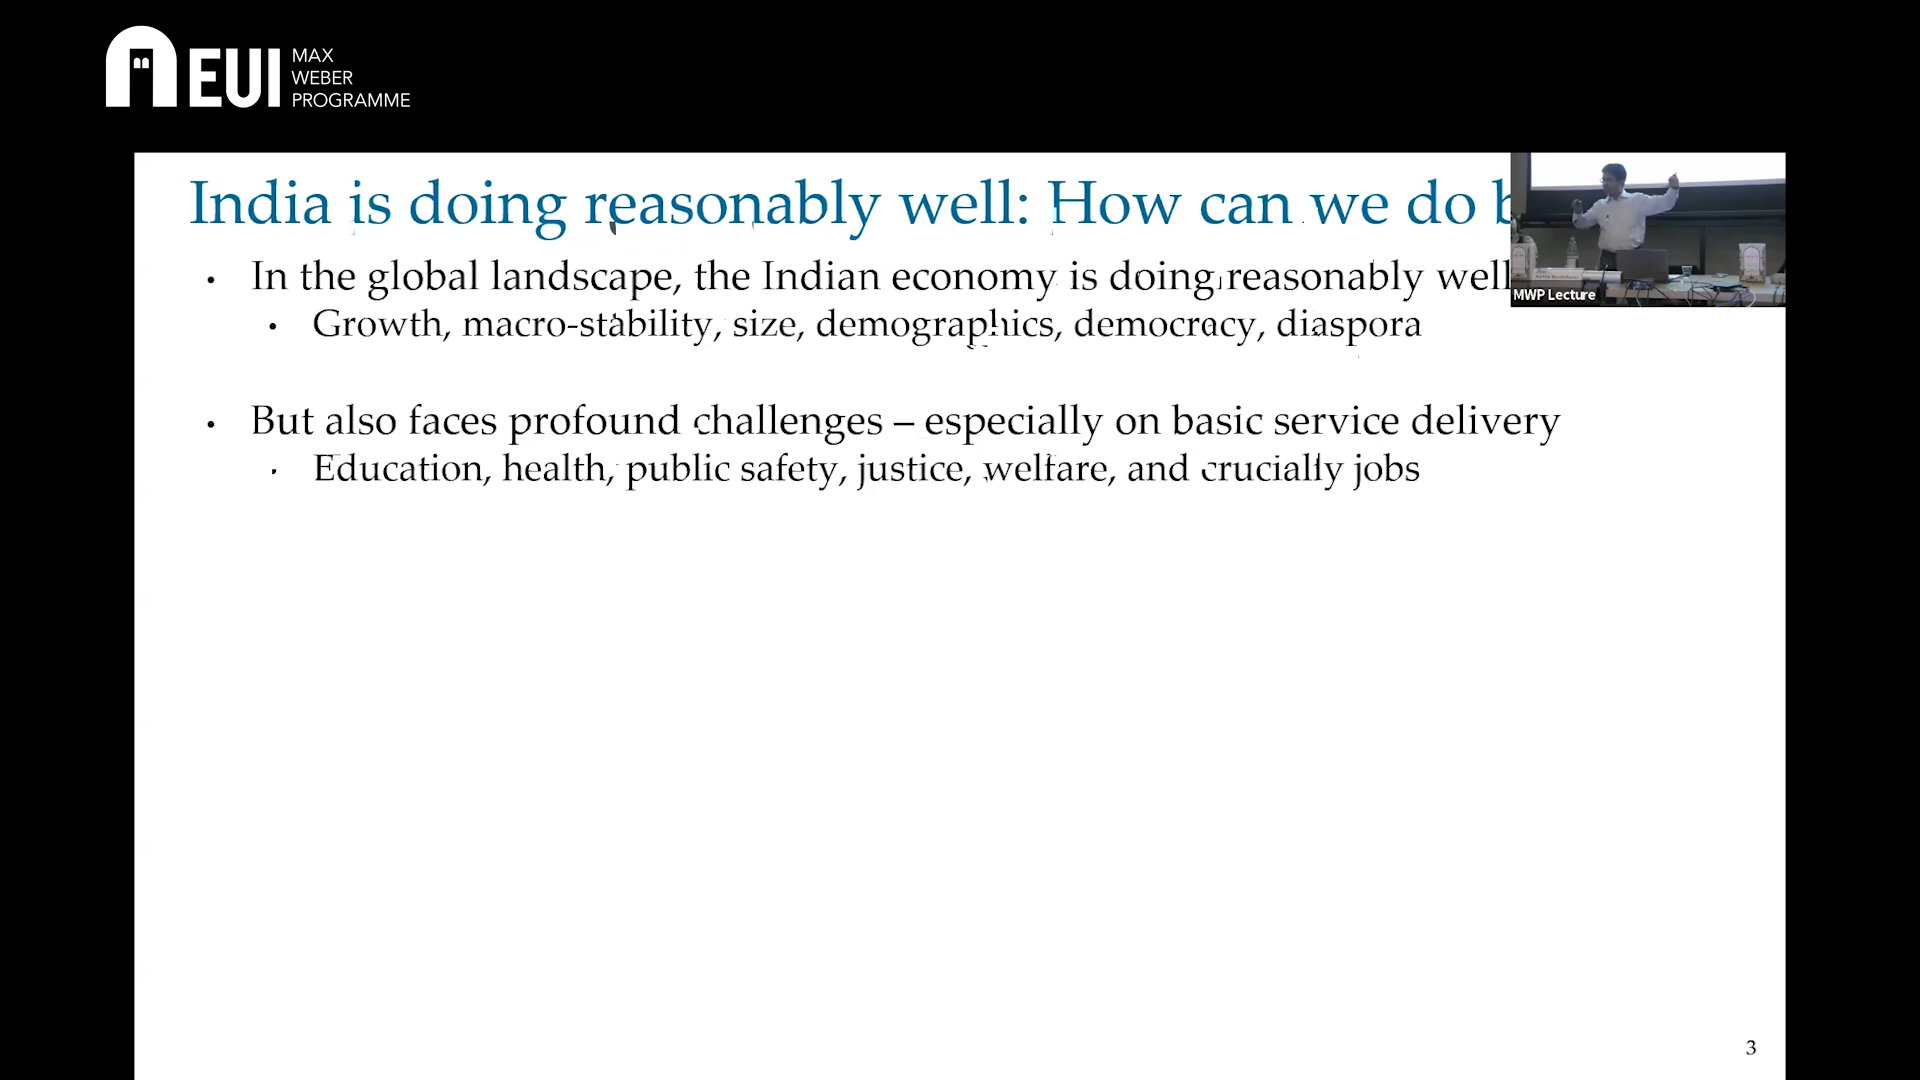 EUI
MAX
WEBER
PROGRAMME
India is doing reasonably well: How can we do
In the global landscape, the Indian economy is doing reasonably well
Growth, macro-stability, size, demographics, democracy, diaspora
MWP Lecture
But also faces profound challenges – especially on basic service delivery
Education, health, public safety, justice, welfare, and crucially jobs
3